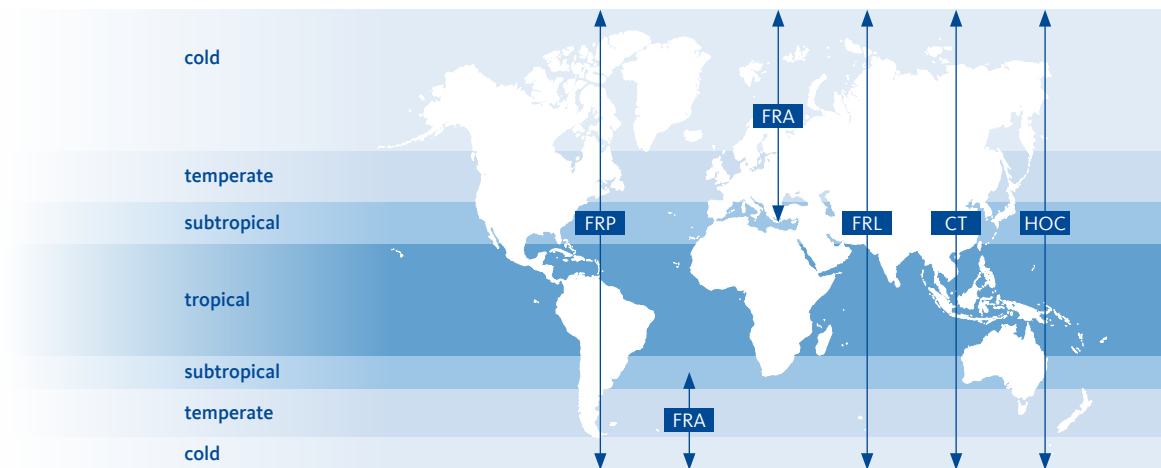 cold
FRA
temperate
subtropical
FRP
FRL
CT
HOC
tropical
subtropical
temperate
FRA
cold